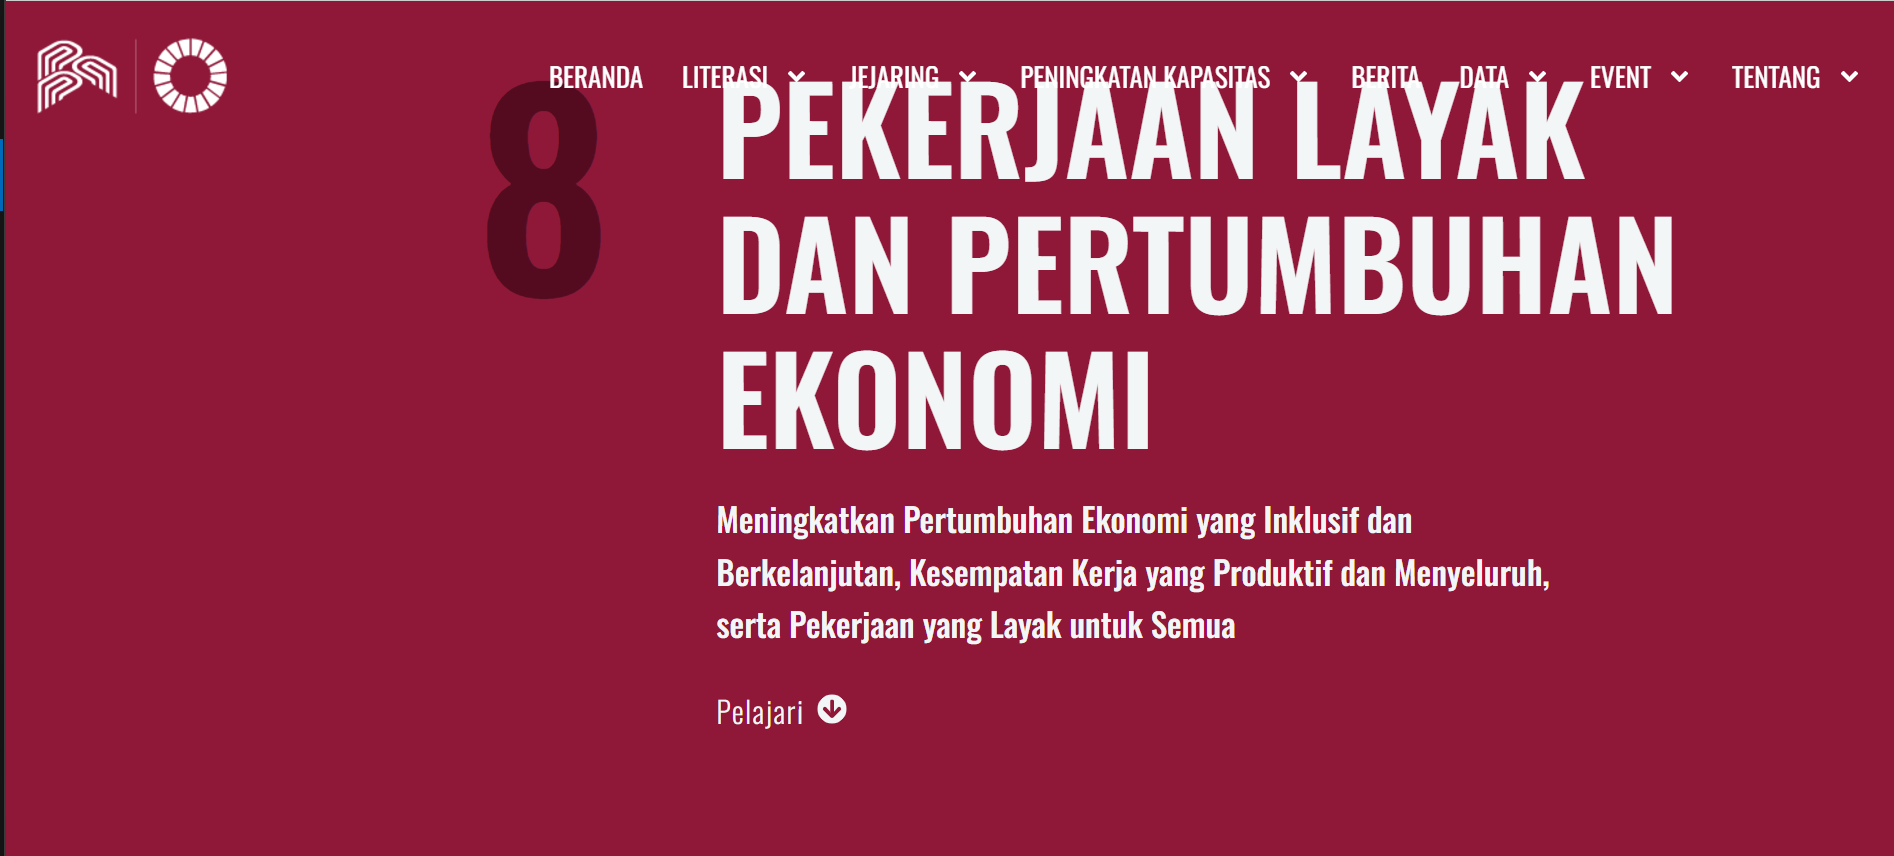 BERANDA LITERASI JEJARING PENINGKATAN KAPASITAS BERITA DATA EVENT TENTANG
8
PEKERJAAN LAYAK
DAN PERTUMBUHAN
EKONOMI
Meningkatkan Pertumbuhan Ekonomi yang Inklusif dan
Berkelanjutan, Kesempatan Kerja yang Produktif dan Menyeluruh,
serta Pekerjaan yang Layak untuk Semua
Pelajari